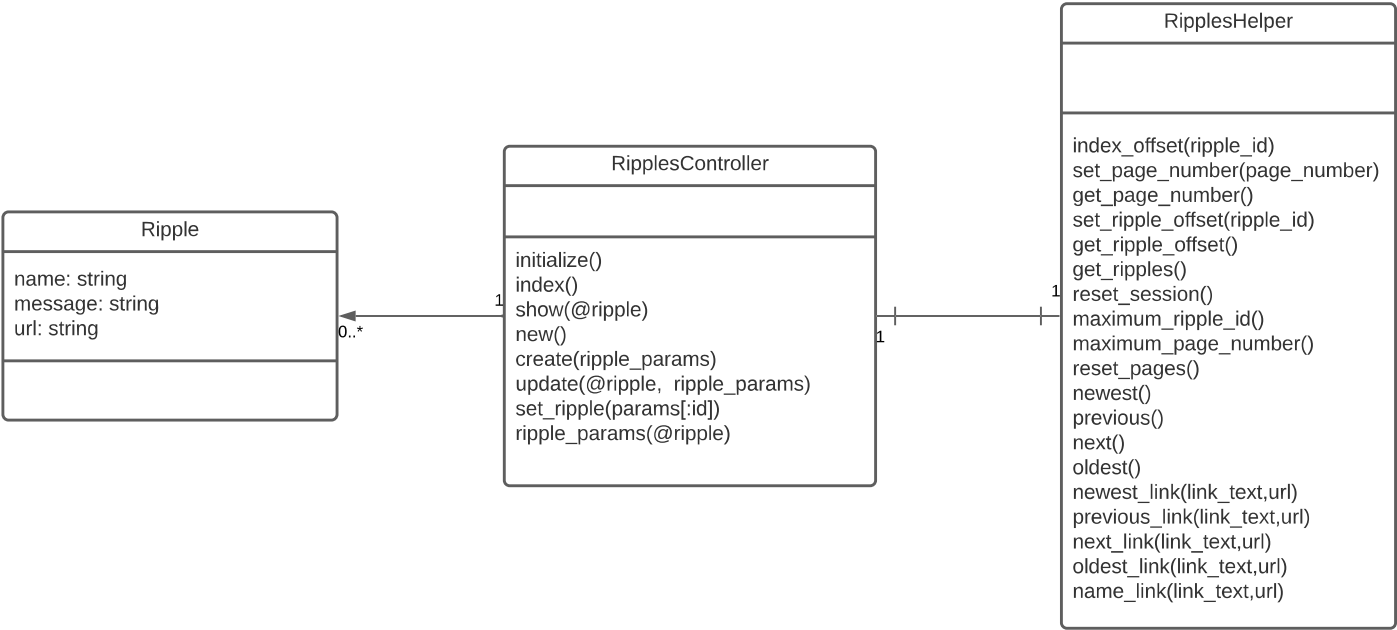 Ripple
name: string
message: string
url: string
0..*
1
RipplesController
initialize()
index()
show(@ripple)
new()
create(ripple_params)
update(@ripple,  ripple_params)
set_ripple(params[:id])
ripple_params(@ripple)
1
1
RipplesHelper
index_offset(ripple_id)
set_page_number(page_number)
get_page_number()
set_ripple_offset(ripple_id)
get_ripple_offset()
get_ripples()
reset_session()
maximum_ripple_id()
maximum_page_number()
reset_pages()
newest()
previous()
next()
oldest()
newest_link(link_text,url)
previous_link(link_text,url)
next_link(link_text,url)
oldest_link(link_text,url)
name_link(link_text,url)